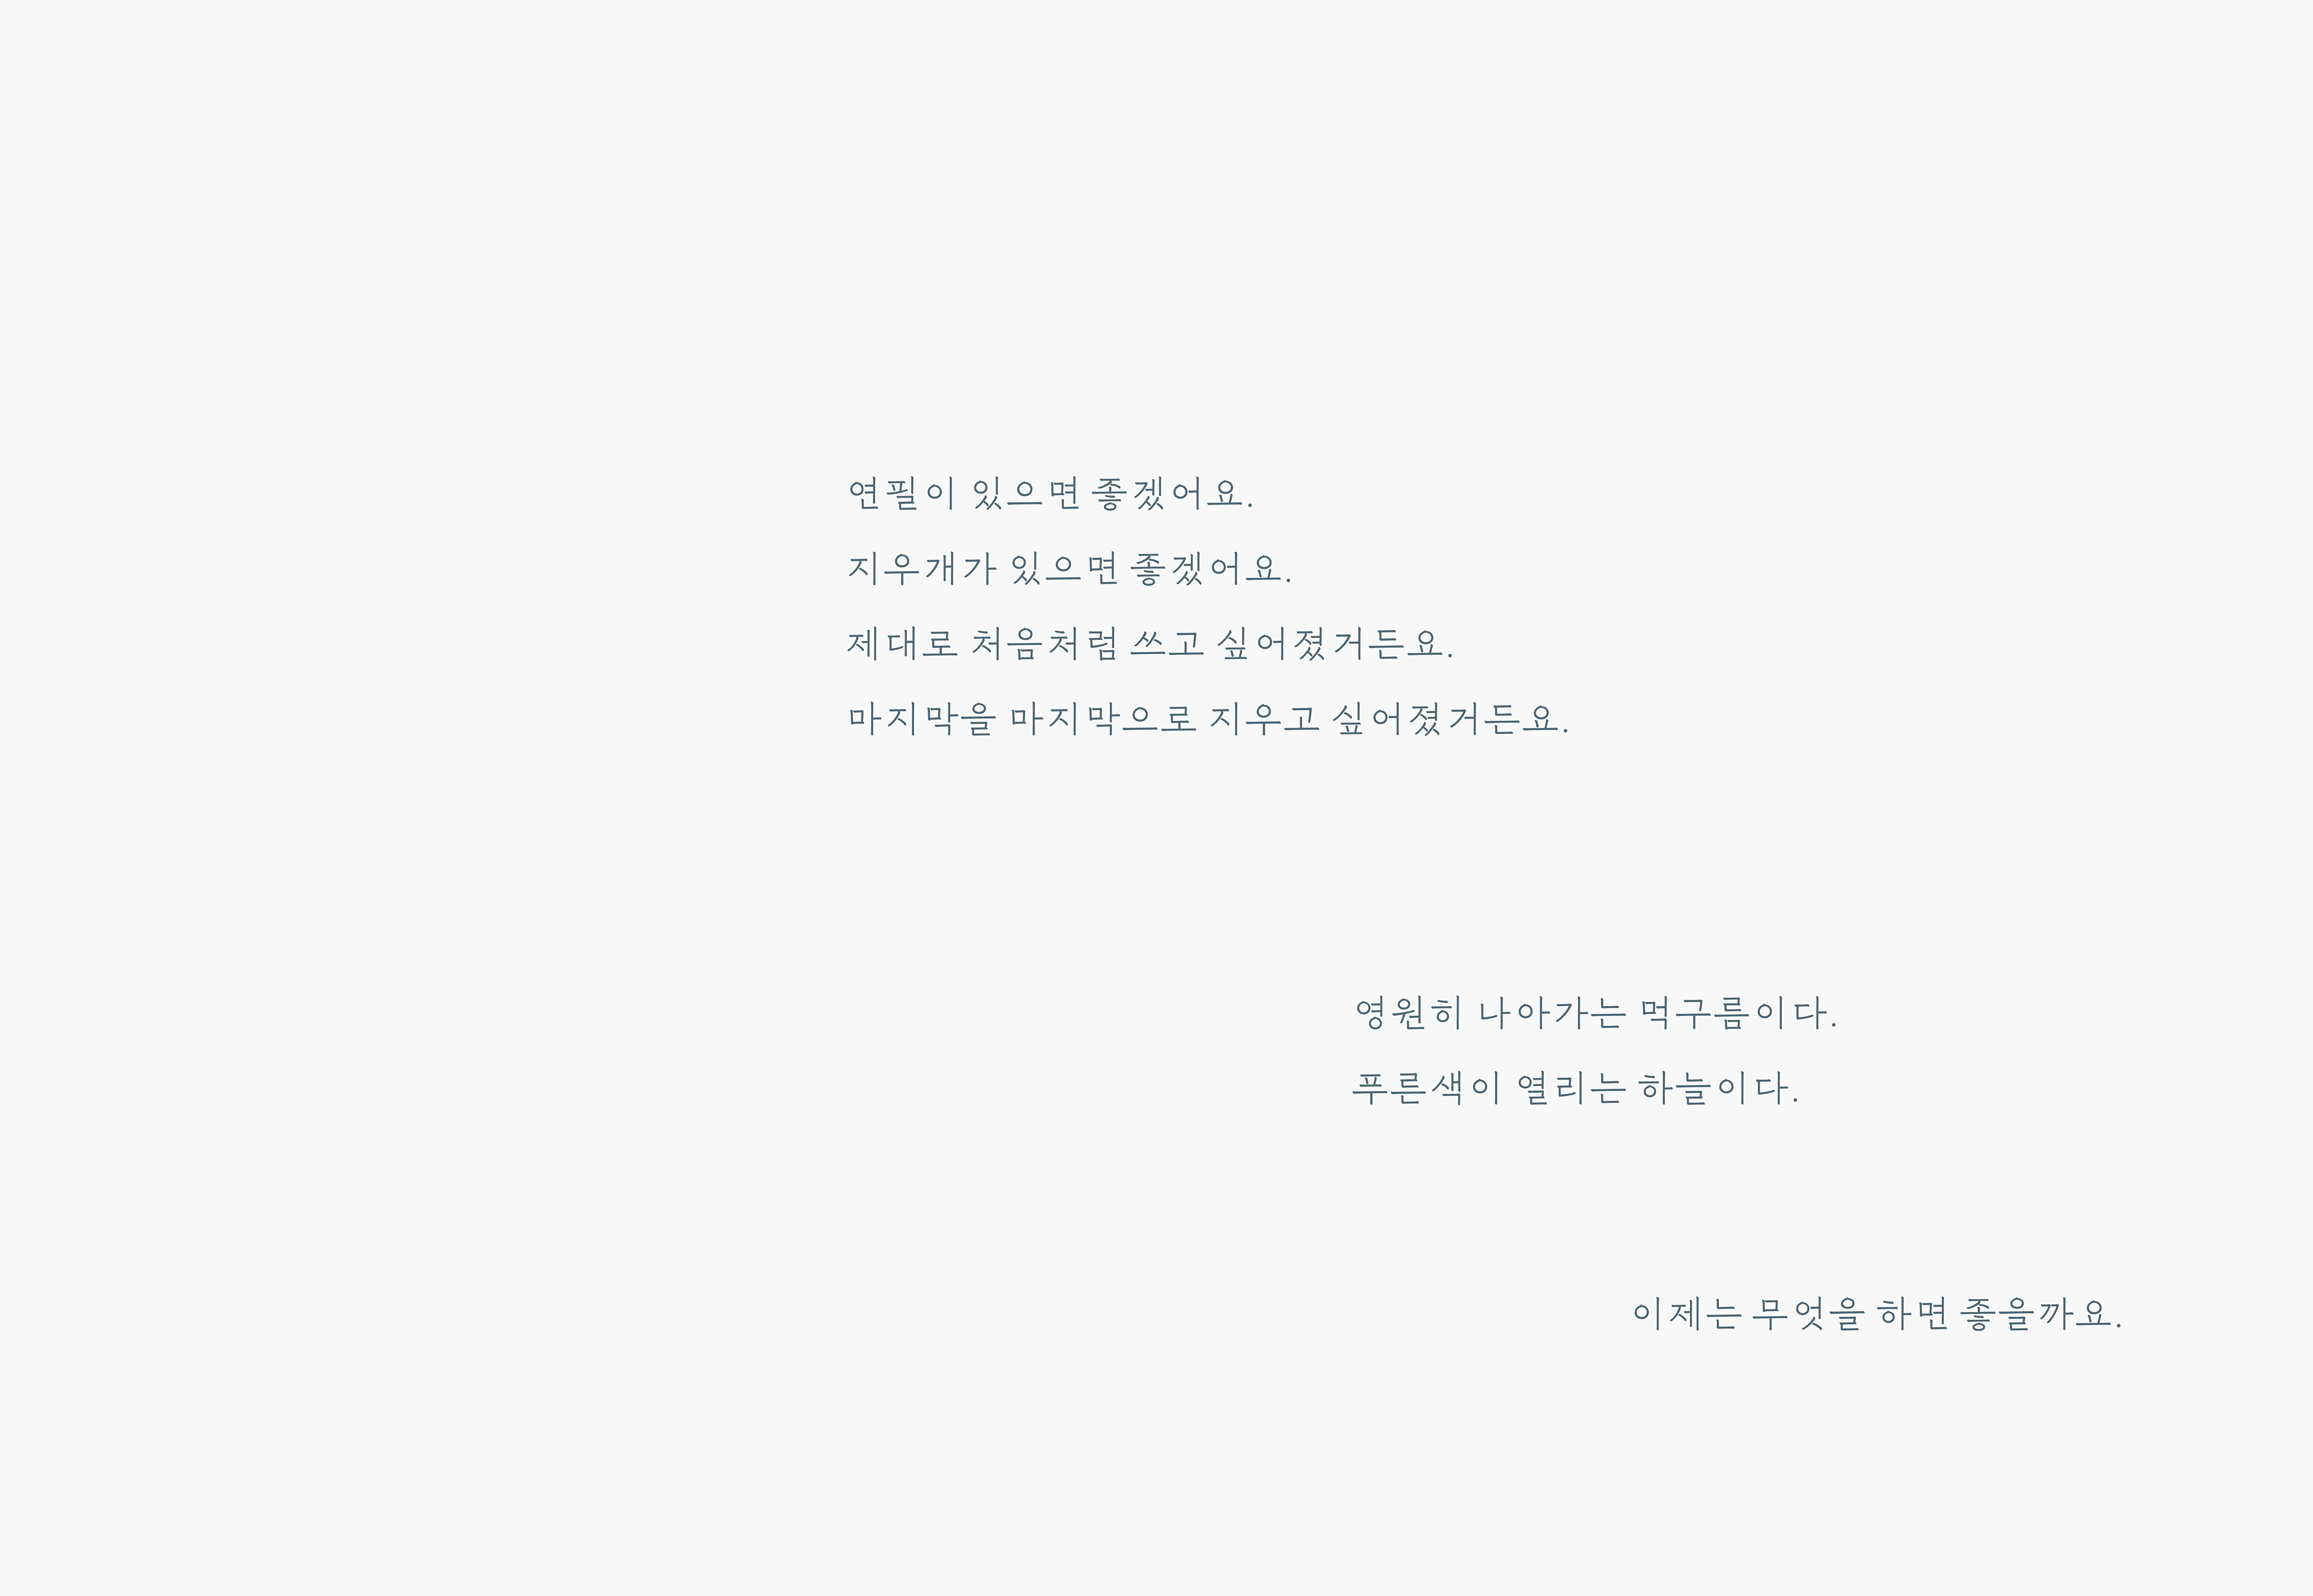 연필이 있으면 좋겠어요.
지우개가 있으면 좋겠어요.
제대로 처음처럼 쓰고 싶어졌거든요.
마지막을 마지막으로 지우고 싶어졌거든요.
영원히 나아가는 먹구름이다.
푸른색이 열리는 하늘이다.
이제는 무엇을 하면 좋을까요.